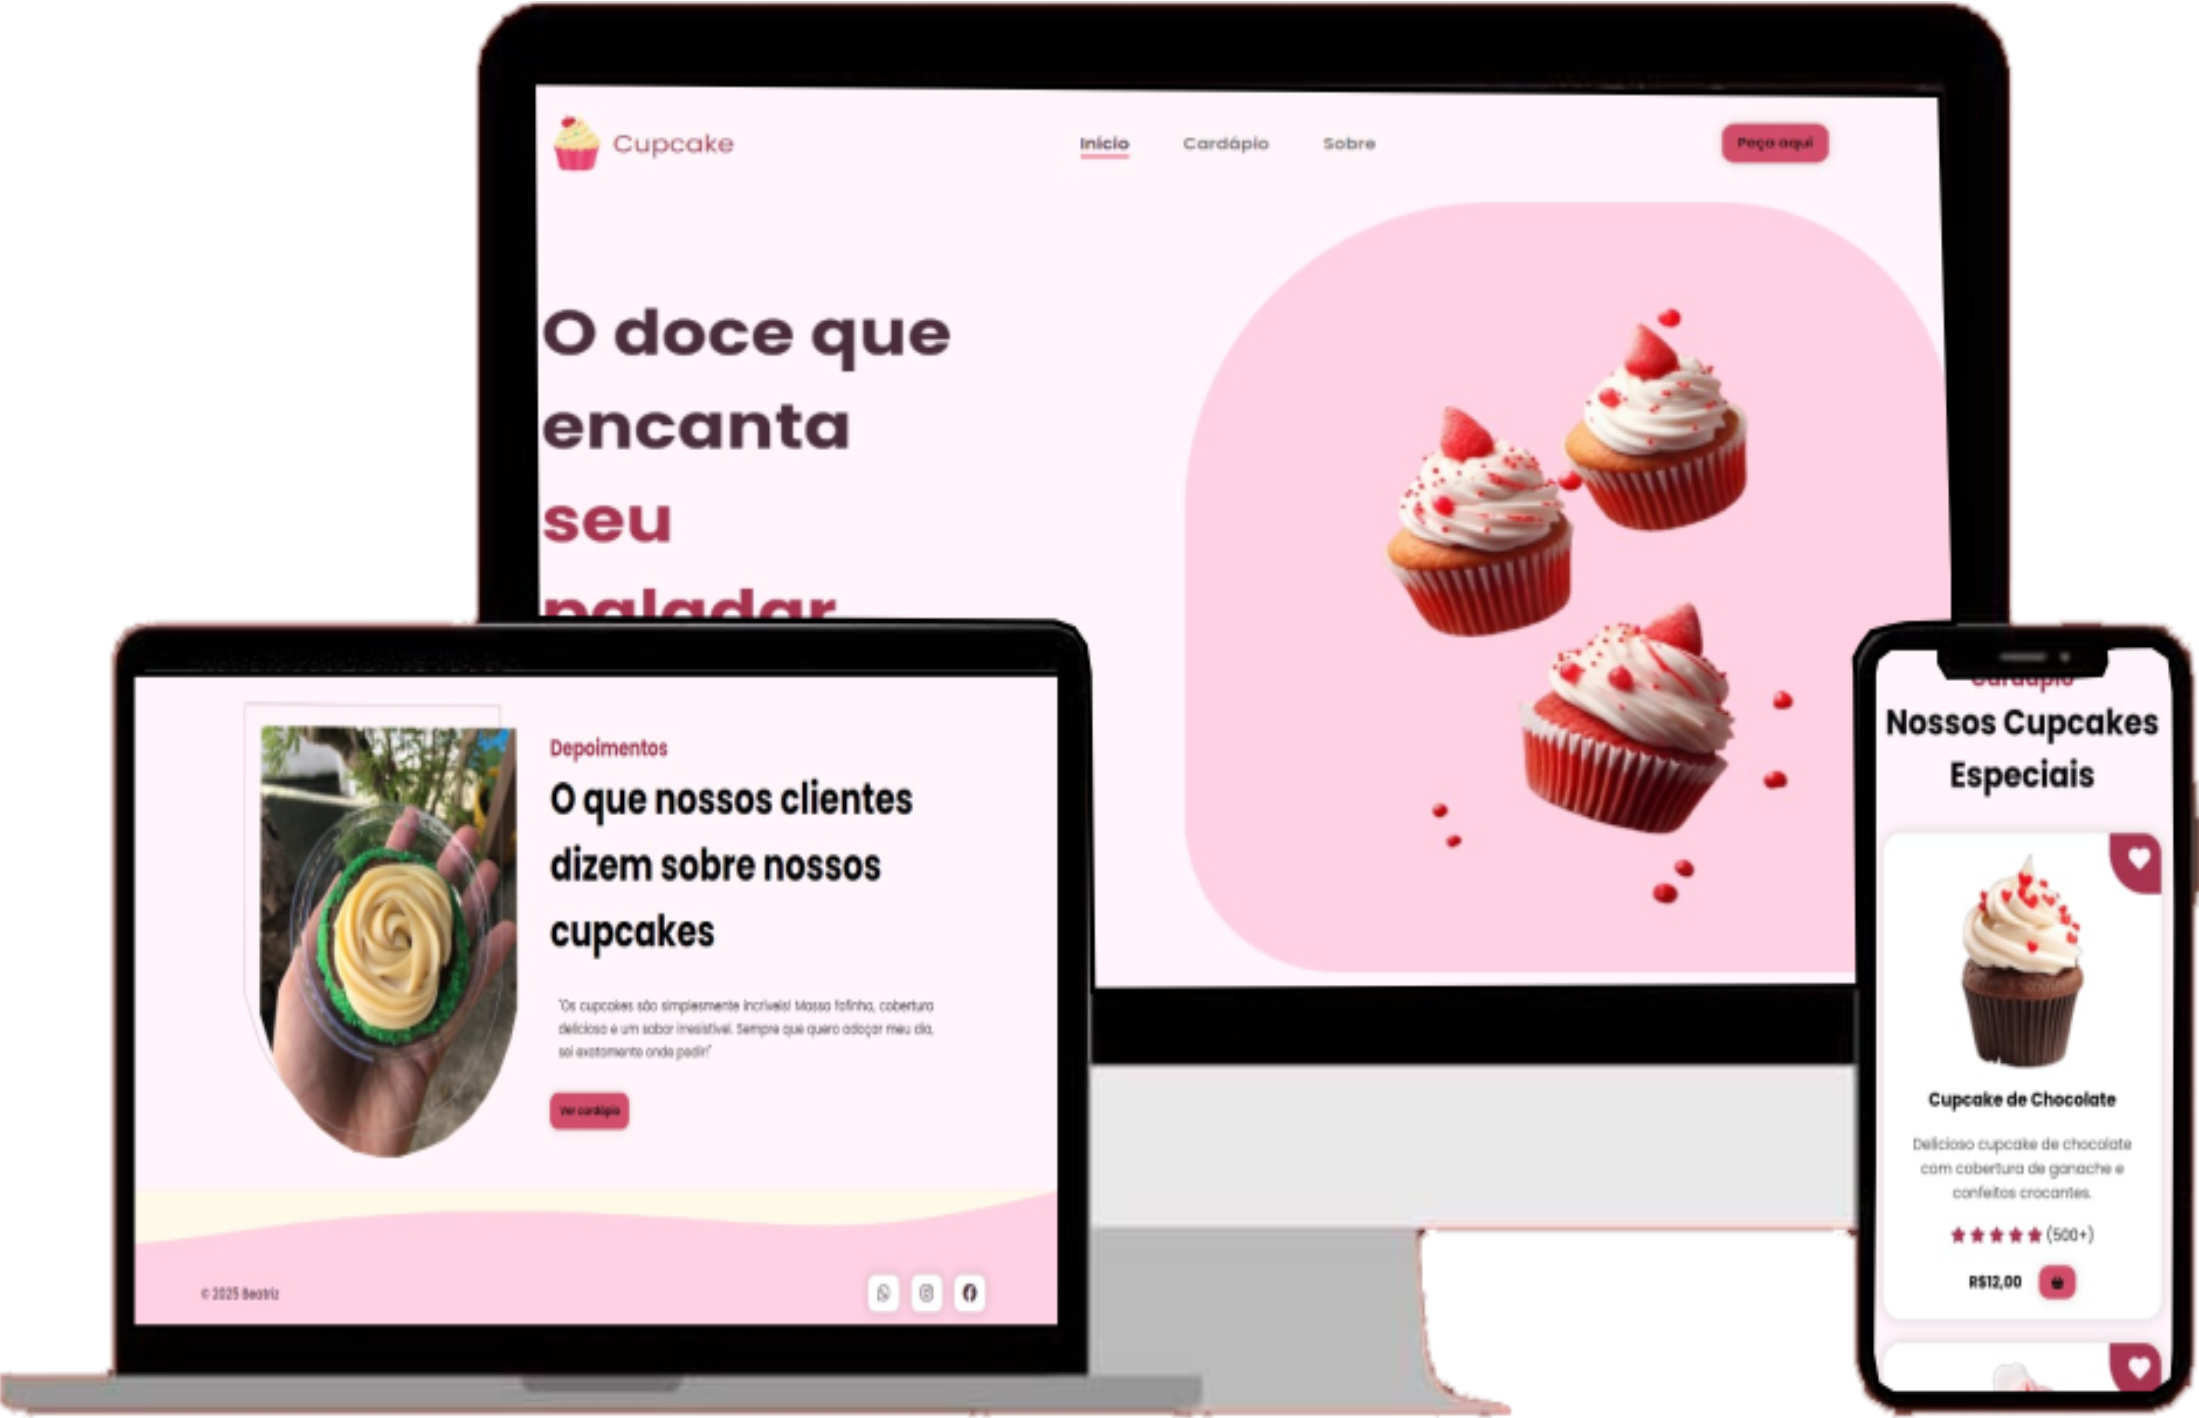 Cupcake
Início
Cardápio
Sobre
Peça aqui
O doce que
encanta
seu
paladar
Depoimentos
O que nossos clientes
dizem sobre nossos
cupcakes
"Os cupcakes são simplesmente incríveis! Massa fofinha, cobertura
deliciosa e um sabor irresistível. Sempre que quero adoçar meu dia,
sei exatamente onde pedir!"
Ver cardápio
© 2025 Beatriz
Cardápio
Nossos Cupcakes
Especiais
Cupcake de Chocolate
Delicioso cupcake de chocolate
com cobertura de ganache e
confeitos crocantes.
(500+)
R$12,00